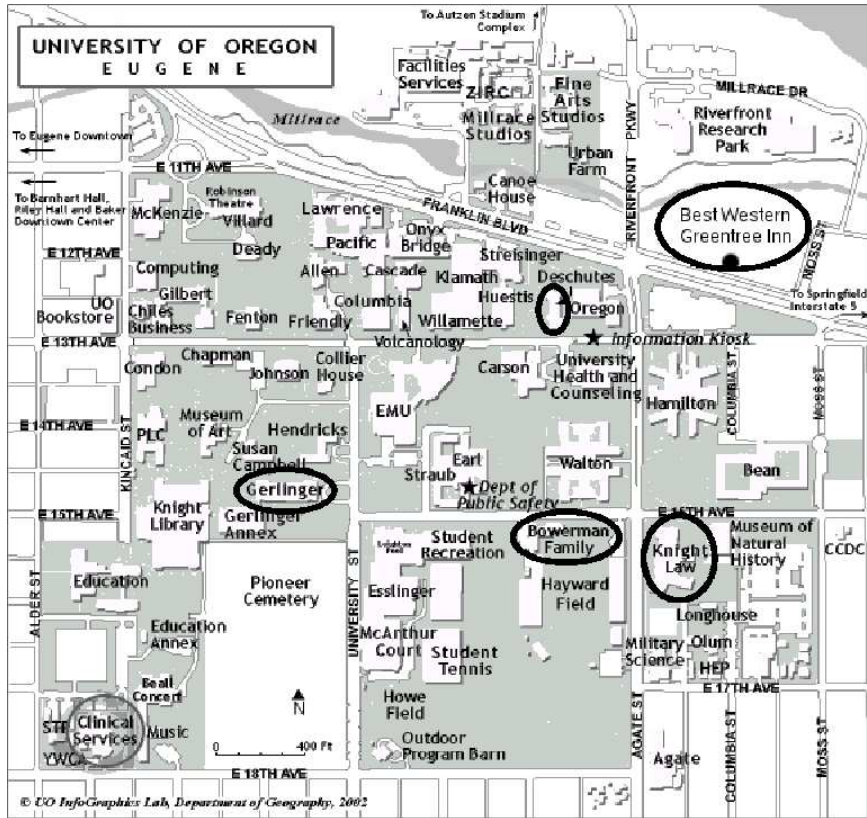 UNIVERSITY OF OREGON
EUGENE
To Autzen Stadium
Complex
Facilities
Services
Z.I.R.C.
Millrace
Studios
Fine
Arts
Studios
MILLRACE DR
Riverfront
Research
Park
Millrace
Urban
Farm
RIVERFRONT PKWY
To Eugene Downtown
E 11TH AVE
Canoe
House
FRANKLIN BLVD
Best Western
Greentree Inn
MOSS ST
To Barnhart Hall,
Riley Hall and Baker
Downtown Center
McKenzie
Robinson
Theatre
Villard
Deady
Lawrence
Pacific
Onyx
Bridge
Streisinger
E 12TH AVE
Computing
Gilbert
Allen
Cascade
Klamath
Deschutes
To Springfield
Interstate 5
UO
Bookstore
Chiles
Business
Fenton
Friendly
Columbia
Willamette
Huestis
Oregon
Volcanology
Information Kiosk
E 13TH AVE
Condon
Chapman
Johnson
Collier
House
Carson
University
Health and
Counseling
COLUMBIA ST
MOSS ST
EMU
Hamilton
E 14TH AVE
KINCAID ST
PLC
Museum
of Art
Hendricks
Susan
Campbell
Straub
Earl
Walton
Bean
Gerlinger
Dept of
Public Safety
E 15TH AVE
Knight
Library
Gerlinger
Annex
E 15TH AVE
Student
Recreation
Bowerman
Family
Knight
Law
Museum of
Natural
History
CCDC
ALDER ST
Education
Pioneer
Cemetery
UNIVERSITY ST
Esslinger
Hayward
Field
Longhouse
Education
Annex
McArthur
Court
Student
Tennis
Military
Science
Olum
HEP
Beall
Concert
N
Howe
Field
E 17TH AVE
Clinical
Services
YWCA
Music
0
400 Ft
Outdoor
Program Barn
AGATE ST
Agate
COLUMBIA ST
MOSS ST
E 18TH AVE
© UO InfoGraphics Lab, Department of Geography, 2002